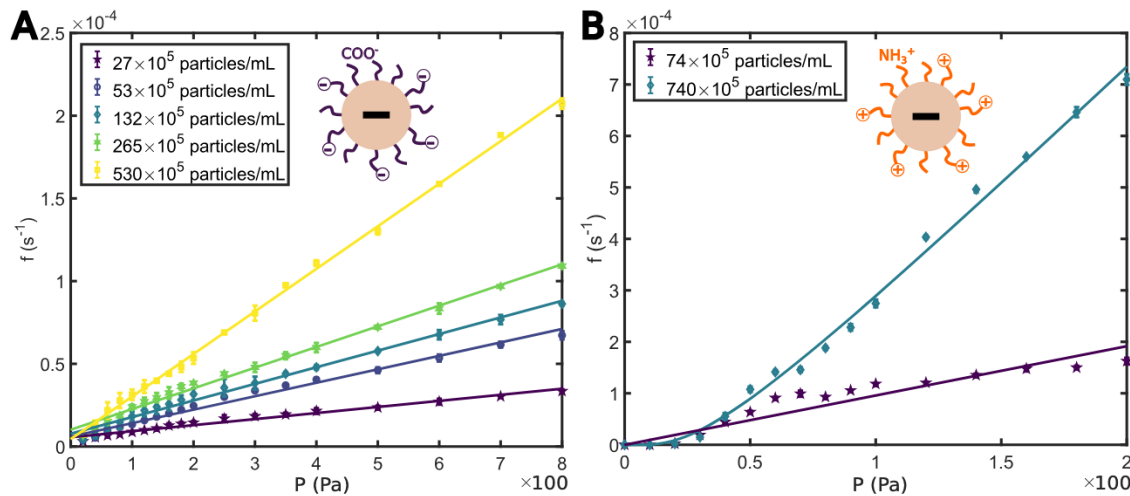 A
×10⁻⁴
2.5
2
1.5
1
0.5
0
f (s⁻¹)
27×10⁵ particles/mL
53×10⁵ particles/mL
132×10⁵ particles/mL
265×10⁵ particles/mL
530×10⁵ particles/mL
COO⁻
0 1 2 3 4 5 6 7 8
P (Pa)
×100
B
×10⁻⁴
8
7
6
5
4
3
2
1
0
f (s⁻¹)
74×10⁵ particles/mL
740×10⁵ particles/mL
NH₃⁺
0 0.5 1 1.5 2
P (Pa)
×100